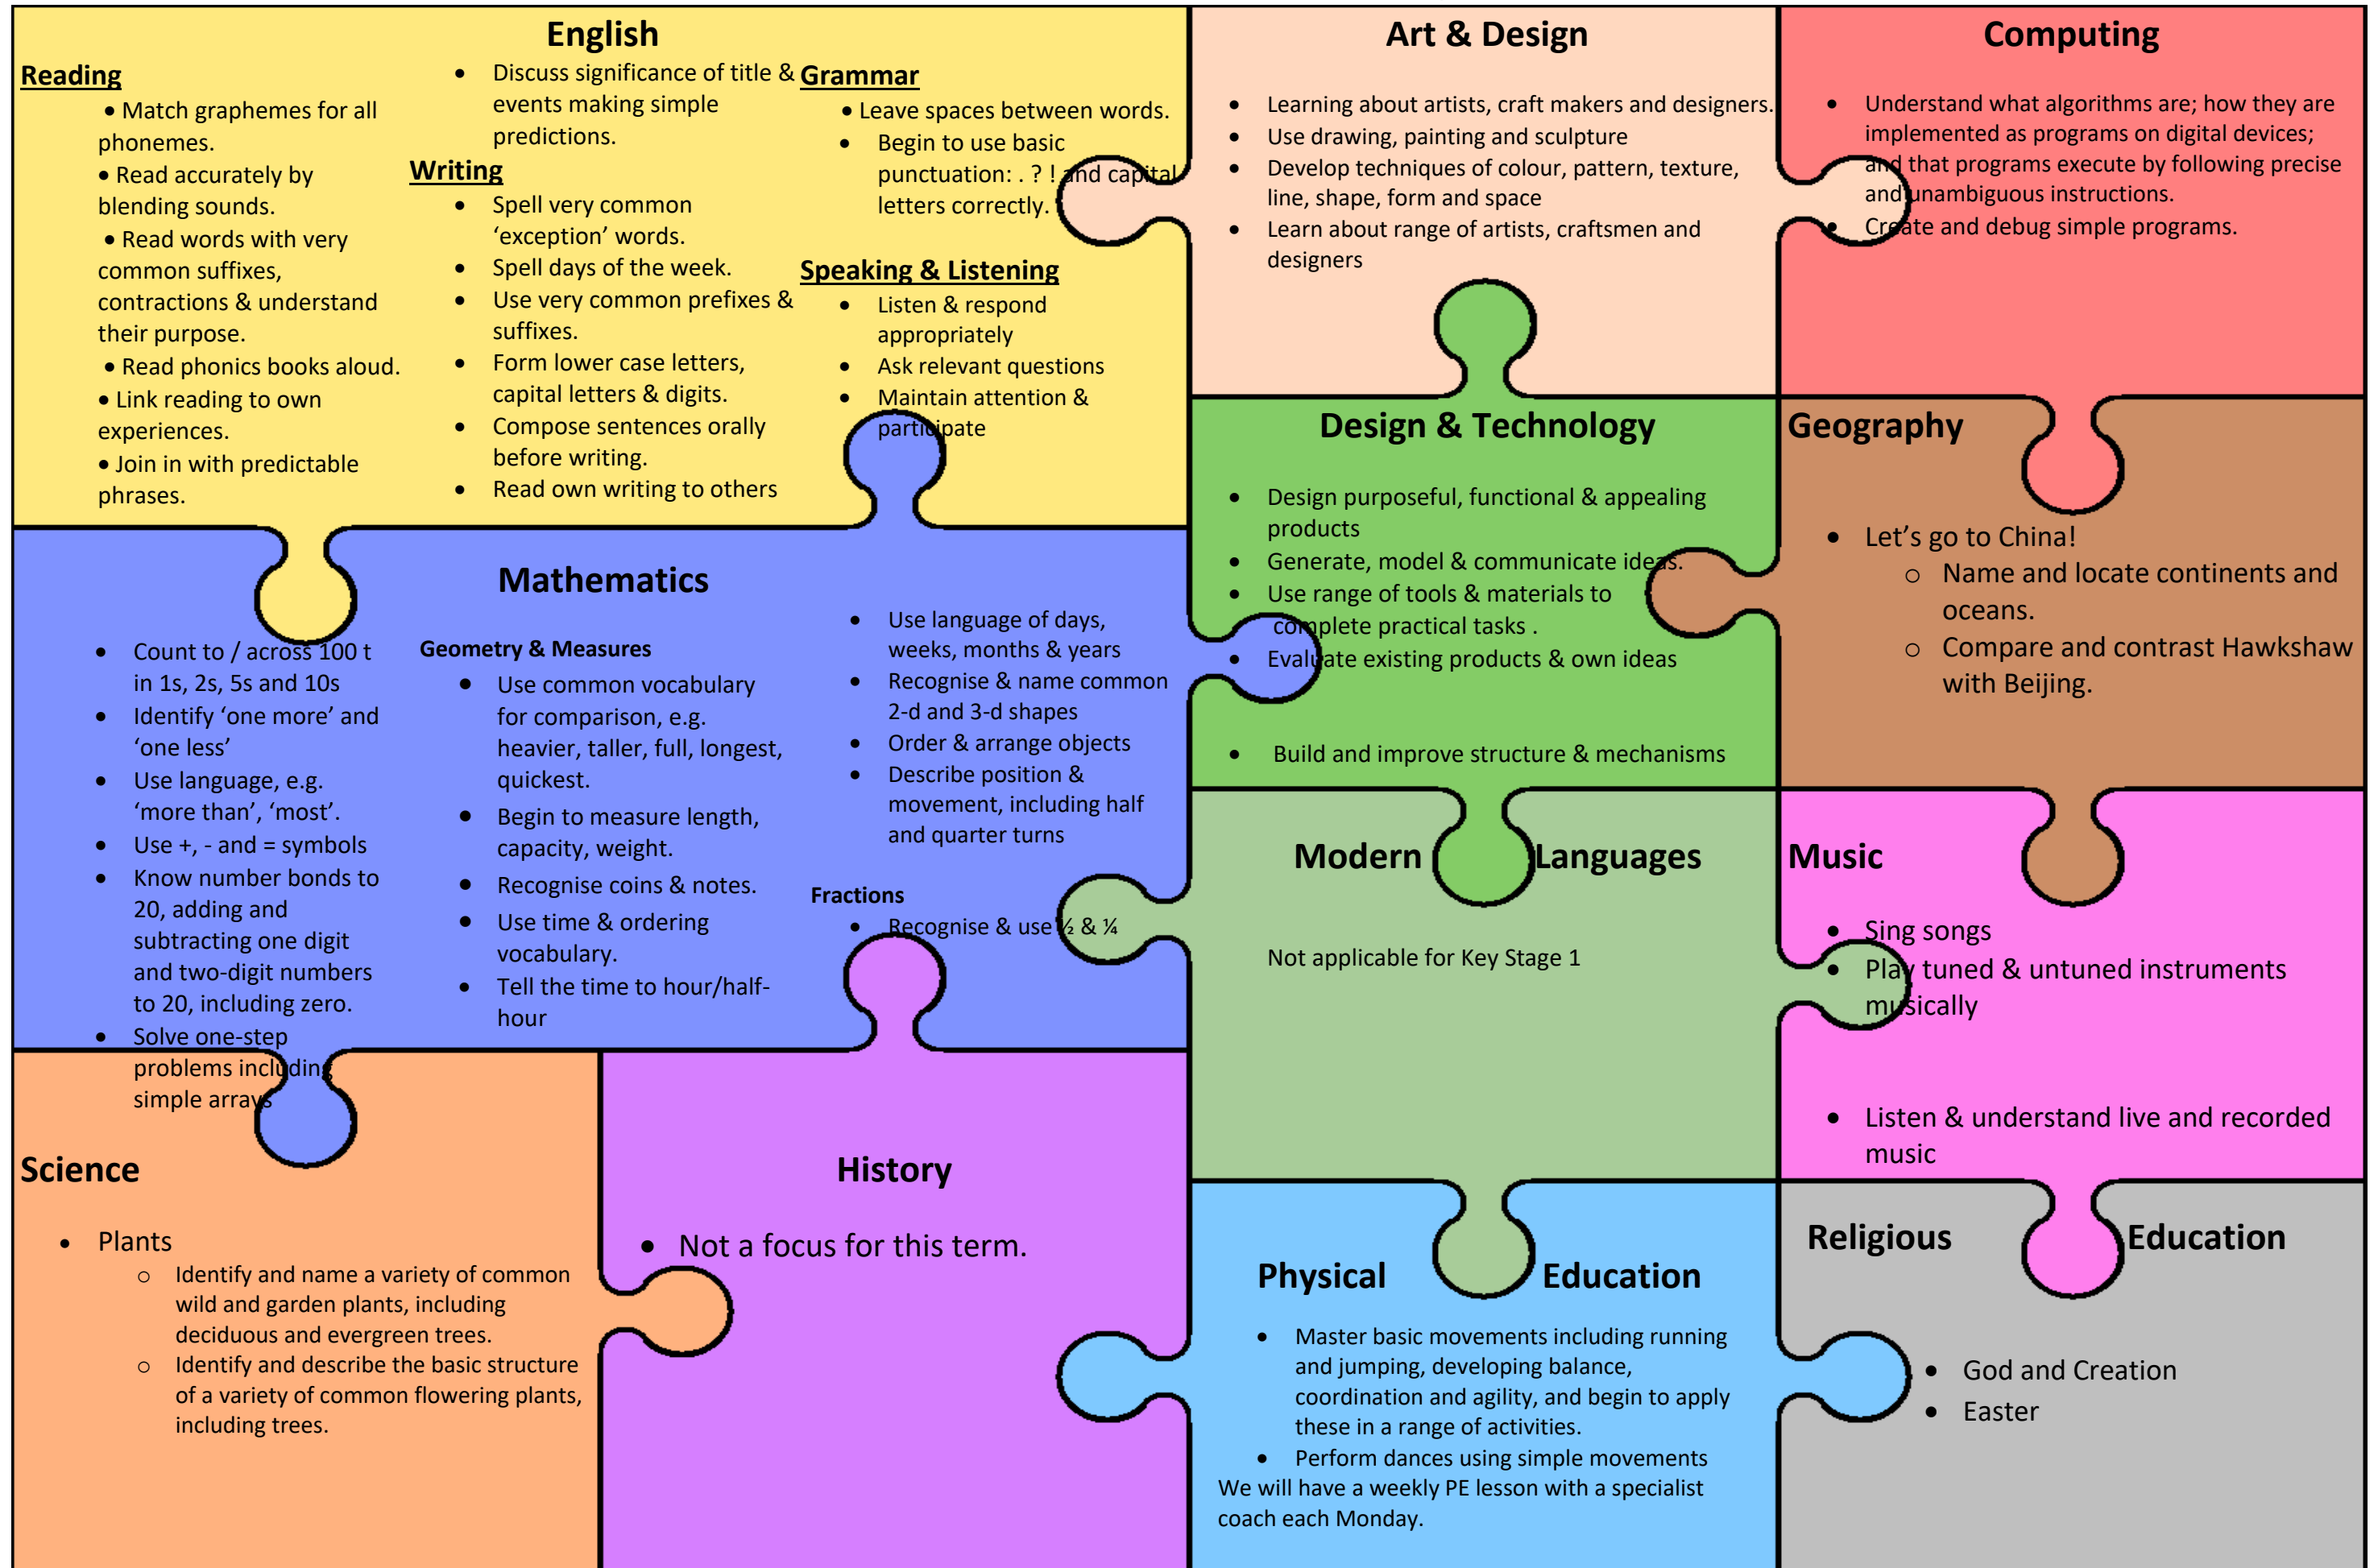 English
Reading
• Match graphemes for all
phonemes.
• Read accurately by
blending sounds.
• Read words with very
common suffixes,
contractions & understand
their purpose.
• Read phonics books aloud.
• Link reading to own
experiences.
• Join in with predictable
phrases.
• Discuss significance of title &
events making simple
predictions.
Writing
• Spell very common
‘exception’ words.
• Spell days of the week.
• Use very common prefixes &
suffixes.
• Form lower case letters,
capital letters & digits.
• Compose sentences orally
before writing.
• Read own writing to others
Grammar
• Leave spaces between words.
• Begin to use basic
punctuation: . ? ! and capital
letters correctly.
Speaking & Listening
• Listen & respond
appropriately
• Ask relevant questions
• Maintain attention &
participate
Art & Design
• Learning about artists, craft makers and designers.
• Use drawing, painting and sculpture
• Develop techniques of colour, pattern, texture,
line, shape, form and space
• Learn about range of artists, craftsmen and
designers
Computing
• Understand what algorithms are; how they are
implemented as programs on digital devices;
and that programs execute by following precise
and unambiguous instructions.
• Create and debug simple programs.
Design & Technology
• Design purposeful, functional & appealing
products
• Generate, model & communicate ideas.
• Use range of tools & materials to
complete practical tasks .
• Evaluate existing products & own ideas
• Build and improve structure & mechanisms
Geography
• Let’s go to China!
o Name and locate continents and
oceans.
o Compare and contrast Hawkshaw
with Beijing.
Mathematics
• Count to / across 100 t
in 1s, 2s, 5s and 10s
• Identify ‘one more’ and
‘one less’
• Use language, e.g.
‘more than’, ‘most’.
• Use +, - and = symbols
• Know number bonds to
20, adding and
subtracting one digit
and two-digit numbers
to 20, including zero.
• Solve one-step
problems including
simple arrays
Geometry & Measures
• Use common vocabulary
for comparison, e.g.
heavier, taller, full, longest,
quickest.
• Begin to measure length,
capacity, weight.
• Recognise coins & notes.
• Use time & ordering
vocabulary.
• Tell the time to hour/half-
hour
• Use language of days,
weeks, months & years
• Recognise & name common
2-d and 3-d shapes
• Order & arrange objects
• Describe position &
movement, including half
and quarter turns
Fractions
• Recognise & use ½ & ¼
Modern Languages
Not applicable for Key Stage 1
Music
• Sing songs
• Play tuned & untuned instruments
musically
• Listen & understand live and recorded
music
Science
• Plants
o Identify and name a variety of common
wild and garden plants, including
deciduous and evergreen trees.
o Identify and describe the basic structure
of a variety of common flowering plants,
including trees.
History
• Not a focus for this term.
Physical Education
• Master basic movements including running
and jumping, developing balance,
coordination and agility, and begin to apply
these in a range of activities.
• Perform dances using simple movements
We will have a weekly PE lesson with a specialist
coach each Monday.
Religious Education
• God and Creation
• Easter